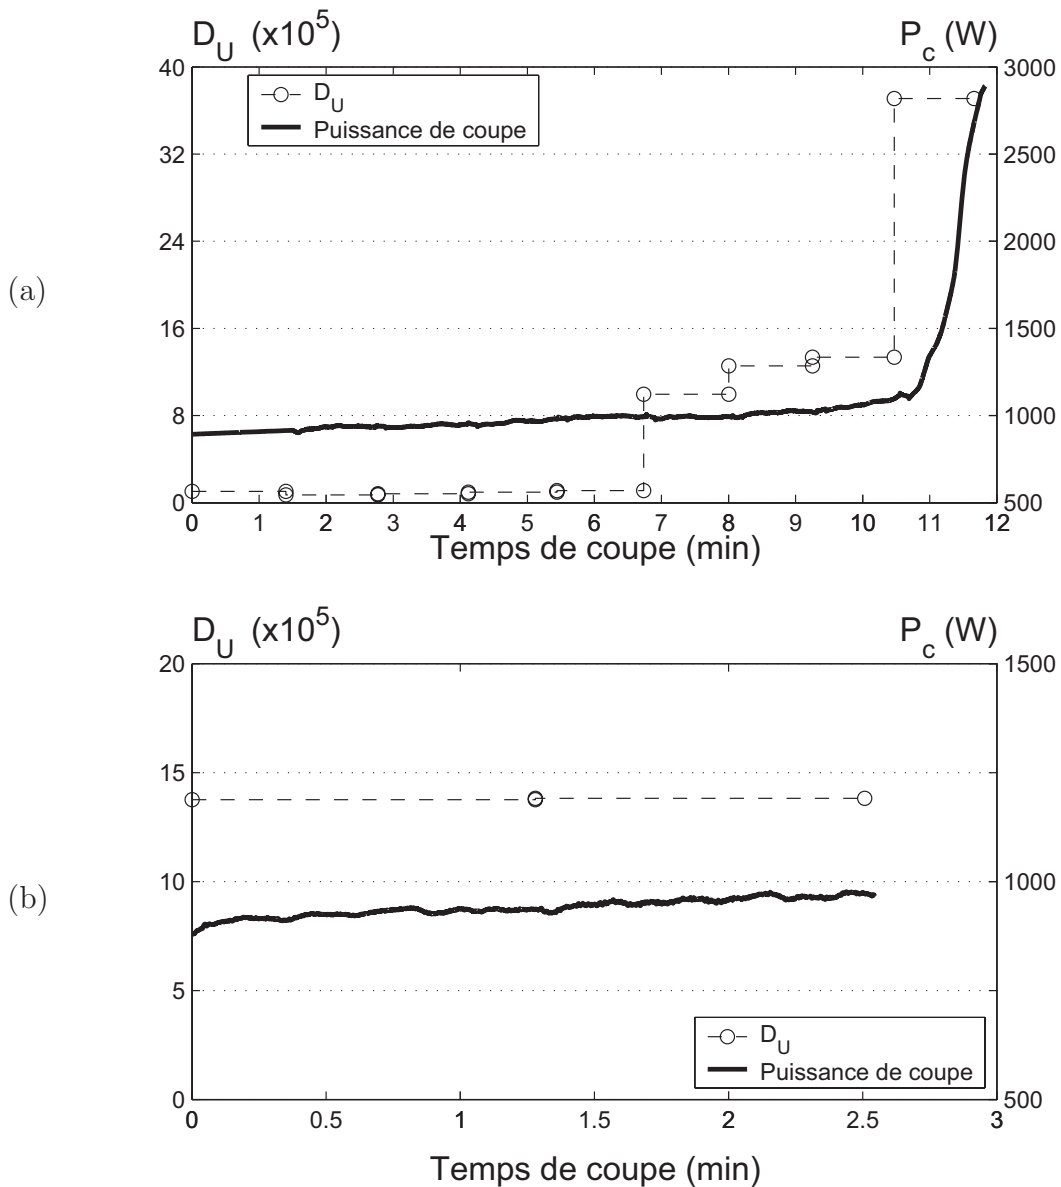 D_U (x10^5)
P_c (W)
40
3000
D_U
Puissance de coupe
32
2500
24
2000
(a)
16
1500
8
1000
0
500
0 1 2 3 4 5 6 7 8 9 10 11 12
Temps de coupe (min)
D_U (x10^5)
P_c (W)
20
1500
15
(b)
10
1000
5
D_U
Puissance de coupe
0
500
0 0.5 1 1.5 2 2.5 3
Temps de coupe (min)